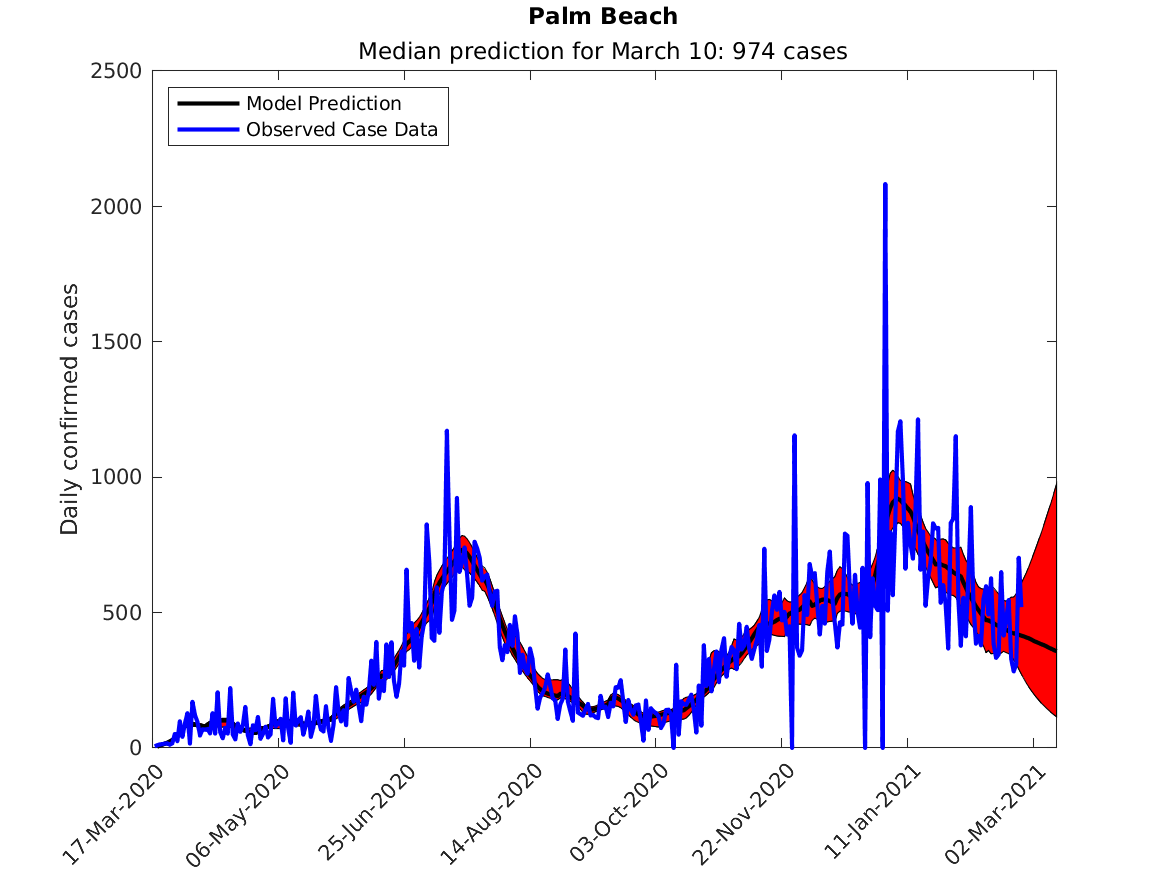 Palm Beach
Median prediction for March 10: 974 cases
2500
Model Prediction
Observed Case Data
2000
1500
1000
500
0
Daily confirmed cases
17-Mar-2020
06-May-2020
25-Jun-2020
14-Aug-2020
03-Oct-2020
22-Nov-2020
11-Jan-2021
02-Mar-2021